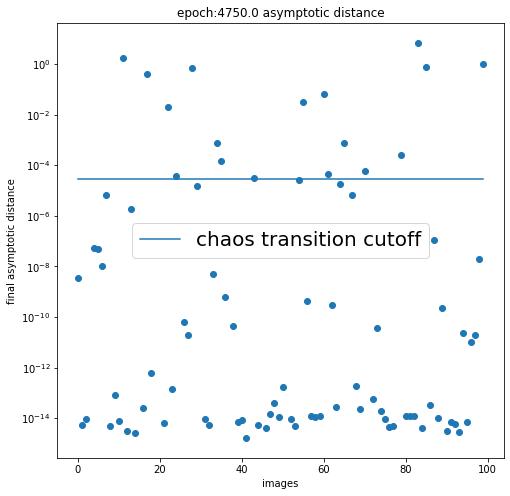 epoch:4750.0 asymptotic distance
final asymptotic distance
10^0
10^-2
10^-4
10^-6
10^-8
10^-10
10^-12
10^-14
chaos transition cutoff
0 20 40 60 80 100
images